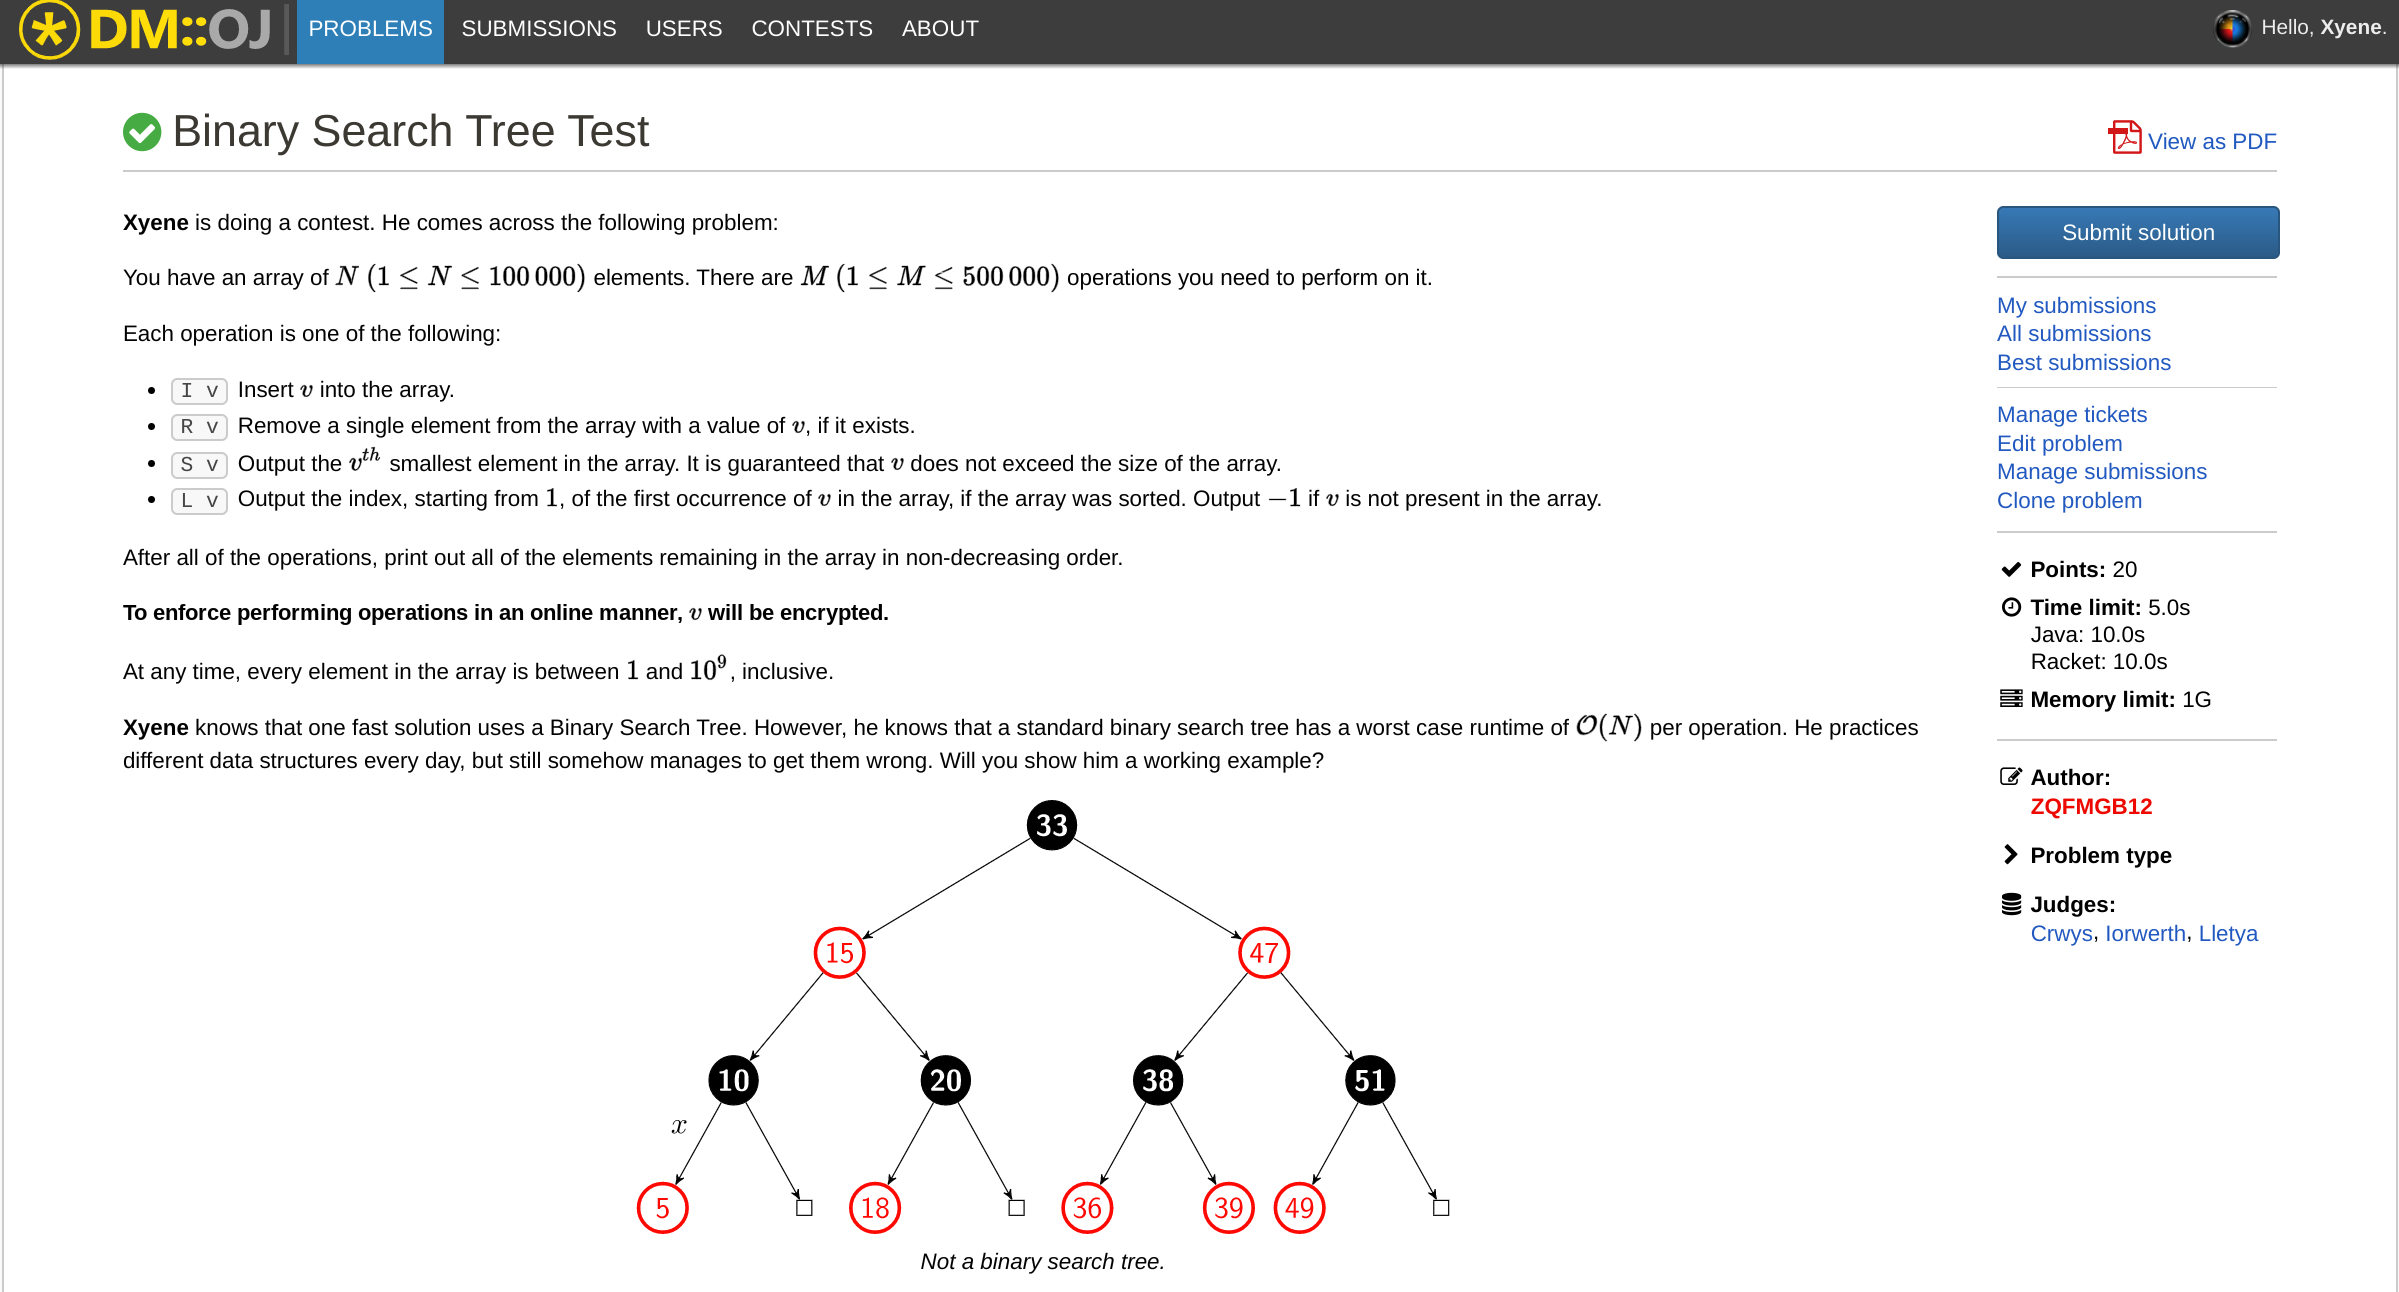 DM::OJ PROBLEMS SUBMISSIONS USERS CONTESTS ABOUT Hello, Xyene.
Binary Search Tree Test
View as PDF
Xyene is doing a contest. He comes across the following problem:
You have an array of N (1 ≤ N ≤ 100 000) elements. There are M (1 ≤ M ≤ 500 000) operations you need to perform on it.
Each operation is one of the following:
• I v Insert v into the array.
• R v Remove a single element from the array with a value of v, if it exists.
• S v Output the vᵗʰ smallest element in the array. It is guaranteed that v does not exceed the size of the array.
• L v Output the index, starting from 1, of the first occurrence of v in the array, if the array was sorted. Output −1 if v is not present in the array.
After all of the operations, print out all of the elements remaining in the array in non-decreasing order.
To enforce performing operations in an online manner, v will be encrypted.
At any time, every element in the array is between 1 and 10⁹, inclusive.
Xyene knows that one fast solution uses a Binary Search Tree. However, he knows that a standard binary search tree has a worst case runtime of O(N) per operation. He practices
different data structures every day, but still somehow manages to get them wrong. Will you show him a working example?
33
15 47
10 20 38 51
x
5 18 36 39 49
Not a binary search tree.
Submit solution
My submissions
All submissions
Best submissions
Manage tickets
Edit problem
Manage submissions
Clone problem
Points: 20
Time limit: 5.0s
Java: 10.0s
Racket: 10.0s
Memory limit: 1G
Author:
ZQFMGB12
Problem type
Judges:
Crwys, Iorwerth, Lletya